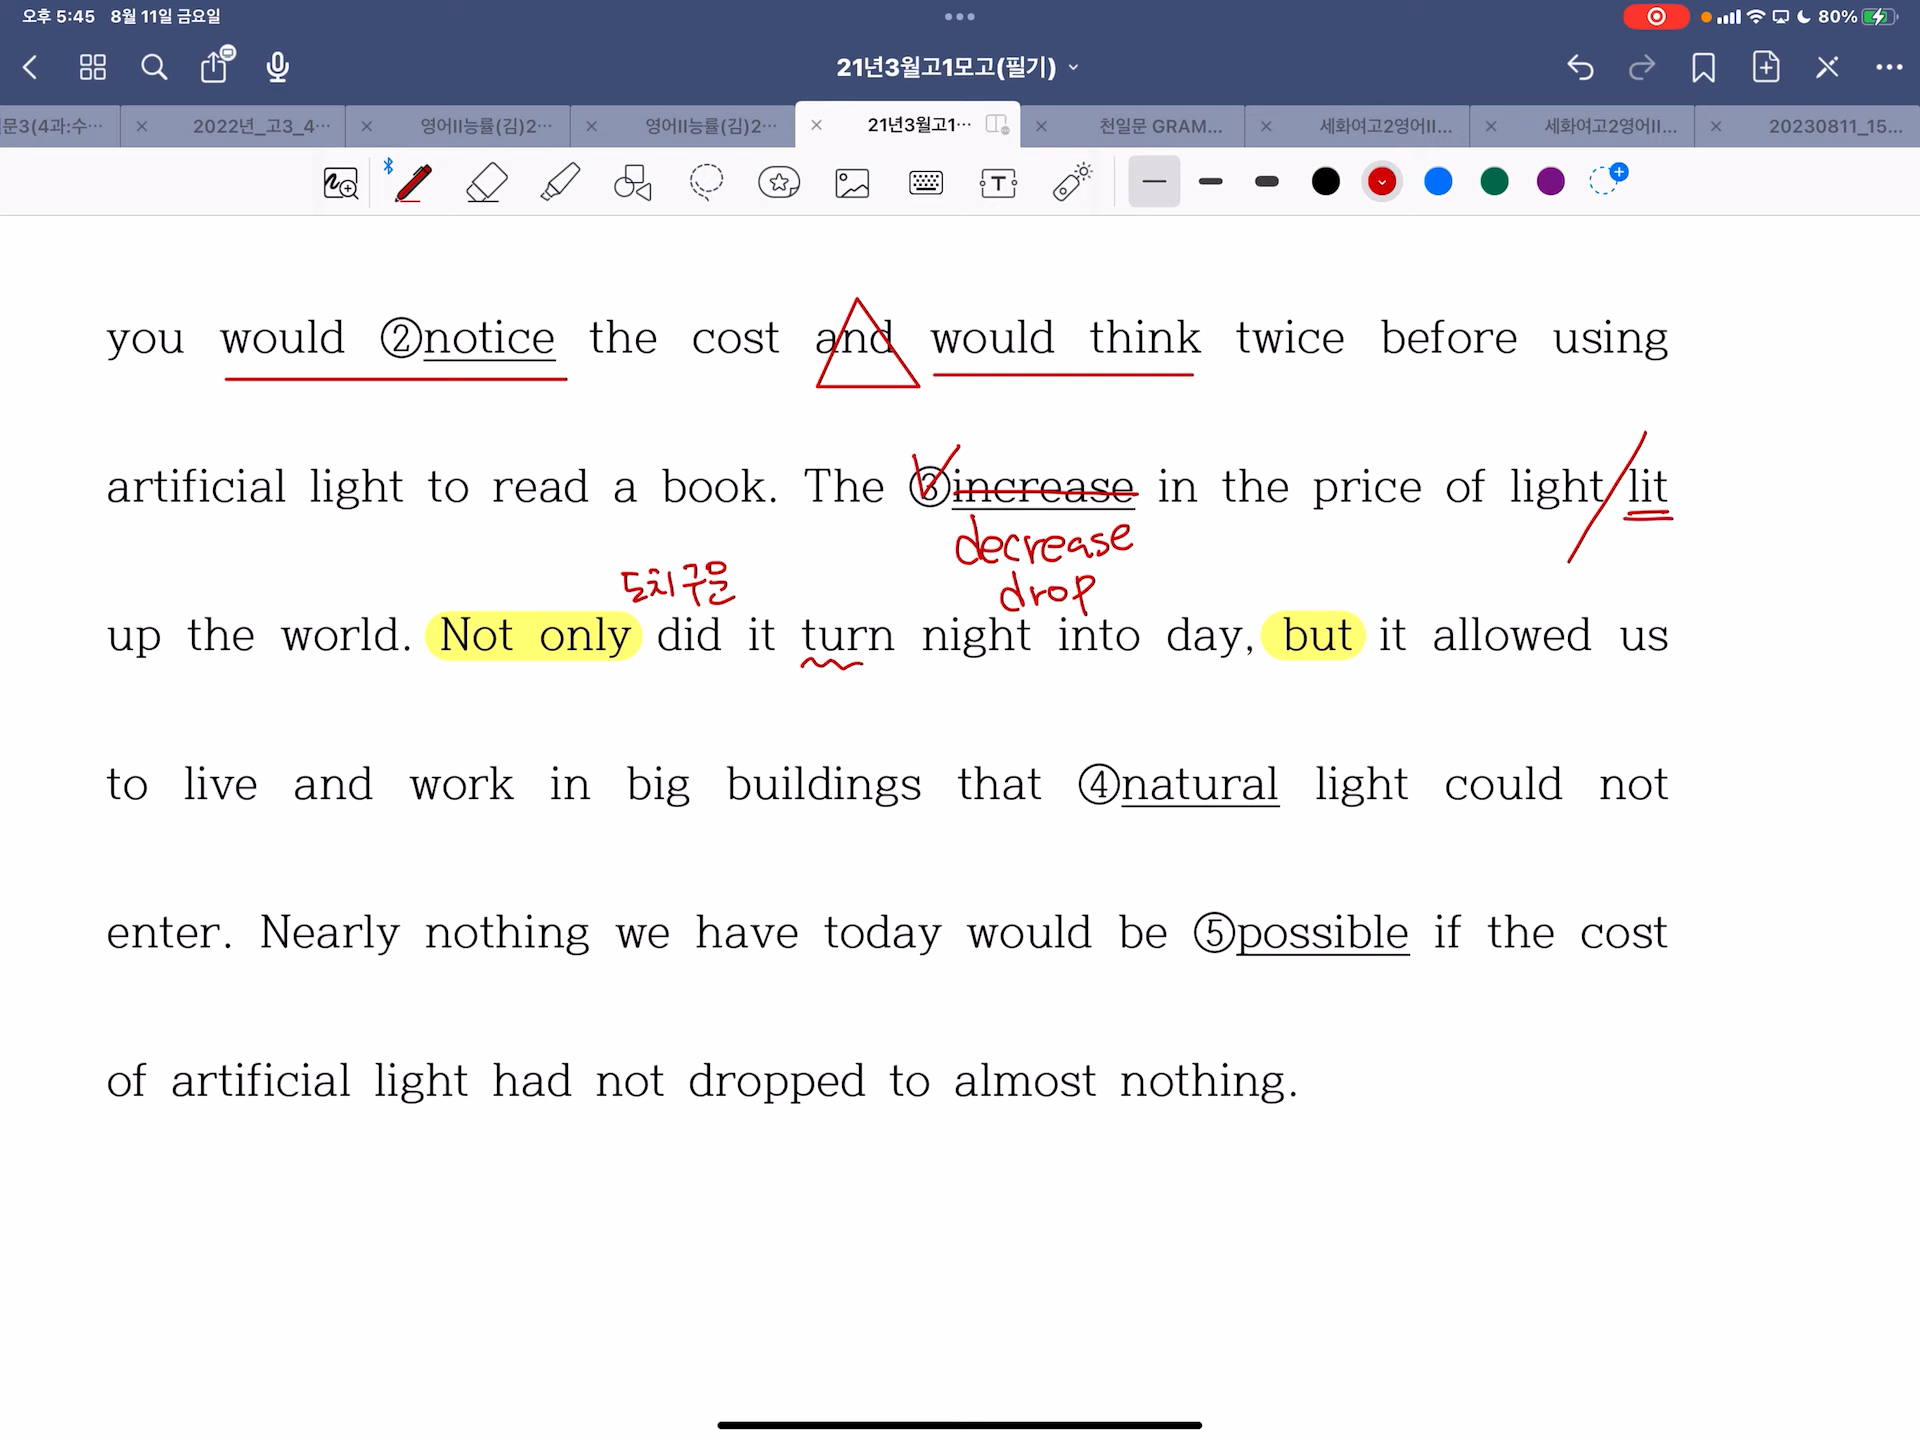 오후 5:45 8월 11일 금요일
80%
21년3월고1모고(필기)
문3(4과:수…
2022년_고3_4…
영어II능률(김)2…
영어II능률(김)2…
21년3월고1…
천일문 GRAM...
세화여고2영어II...
세화여고2영어II...
20230811_15...
you would ②notice the cost and would think twice before using
artificial light to read a book. The ③increase in the price of light/lit
decrease
도치구문
drop
up the world. Not only did it turn night into day, but it allowed us
to live and work in big buildings that ④natural light could not
enter. Nearly nothing we have today would be ⑤possible if the cost
of artificial light had not dropped to almost nothing.